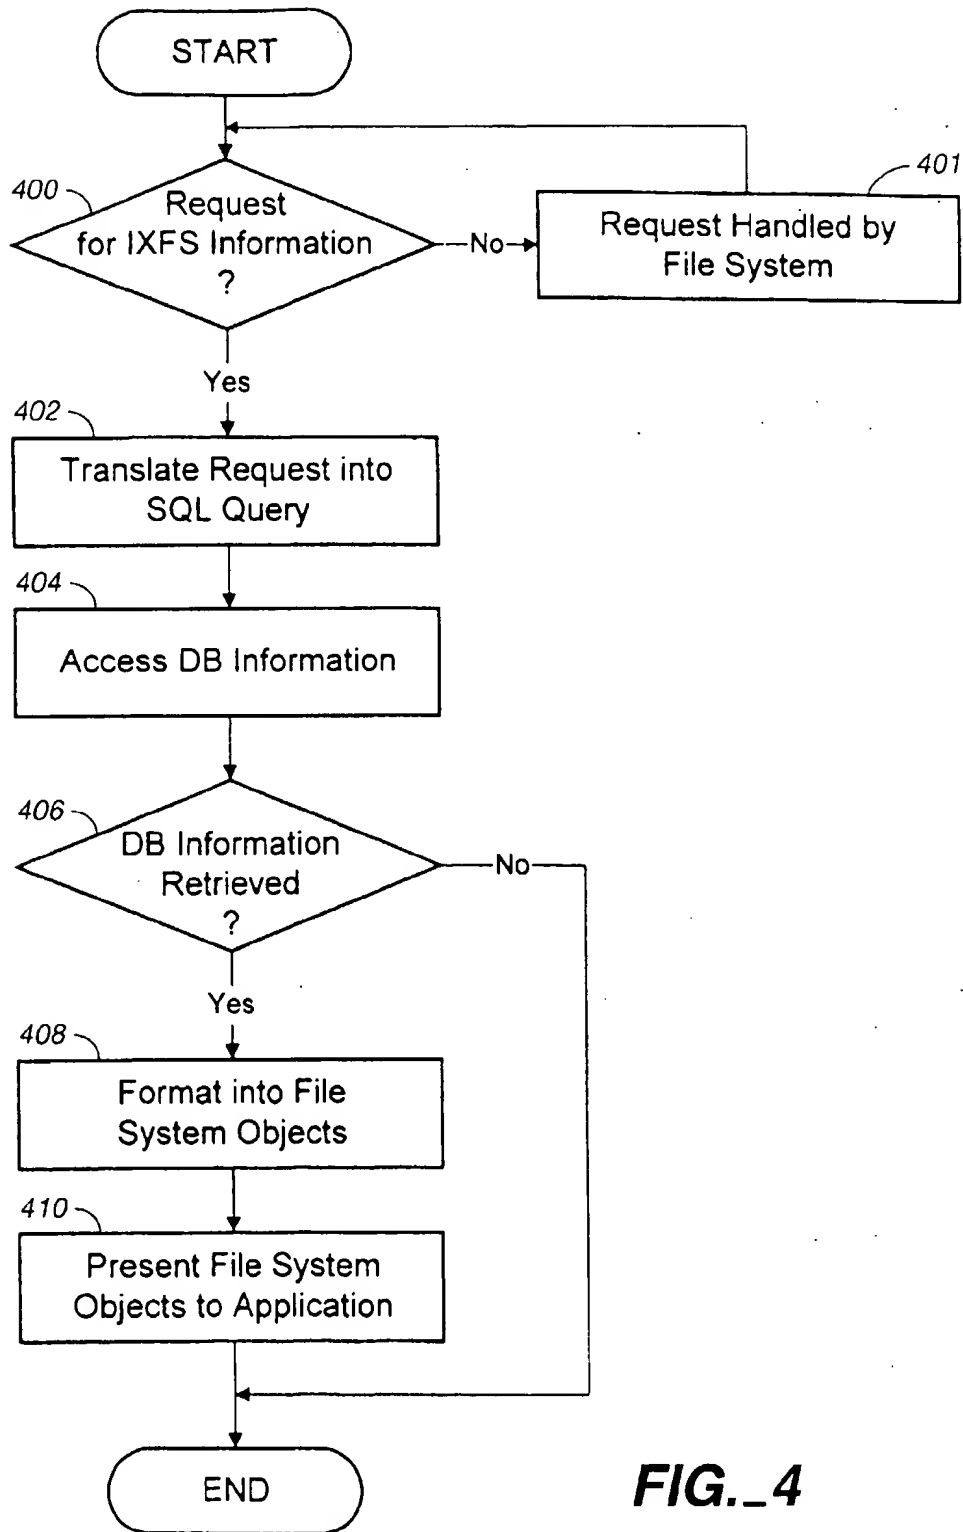 START
400
Request
for IXFS Information
?
No
401
Request Handled by
File System
Yes
402
Translate Request into
SQL Query
404
Access DB Information
406
DB Information
Retrieved
?
No
Yes
408
Format into File
System Objects
410
Present File System
Objects to Application
END
FIG._4